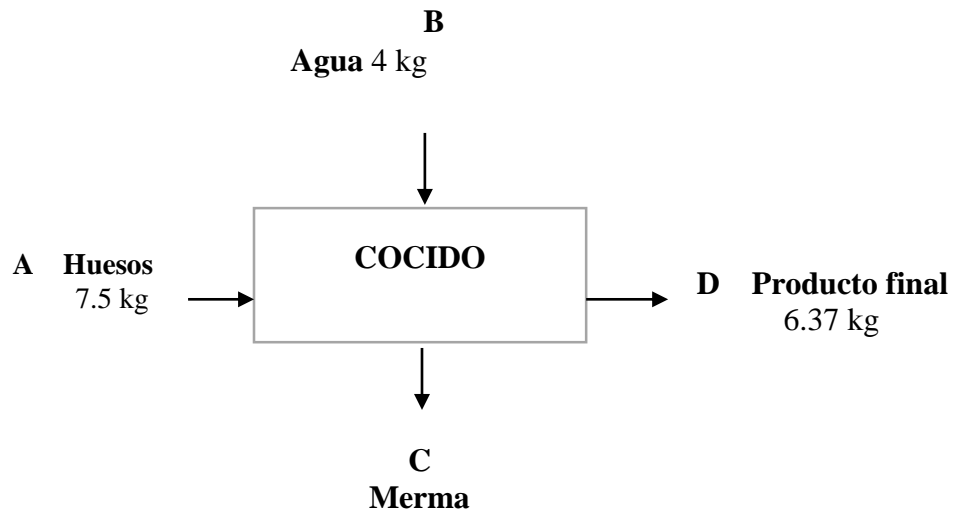 B
Agua 4 kg
COCIDO
A Huesos
7.5 kg
D Producto final
6.37 kg
C
Merma